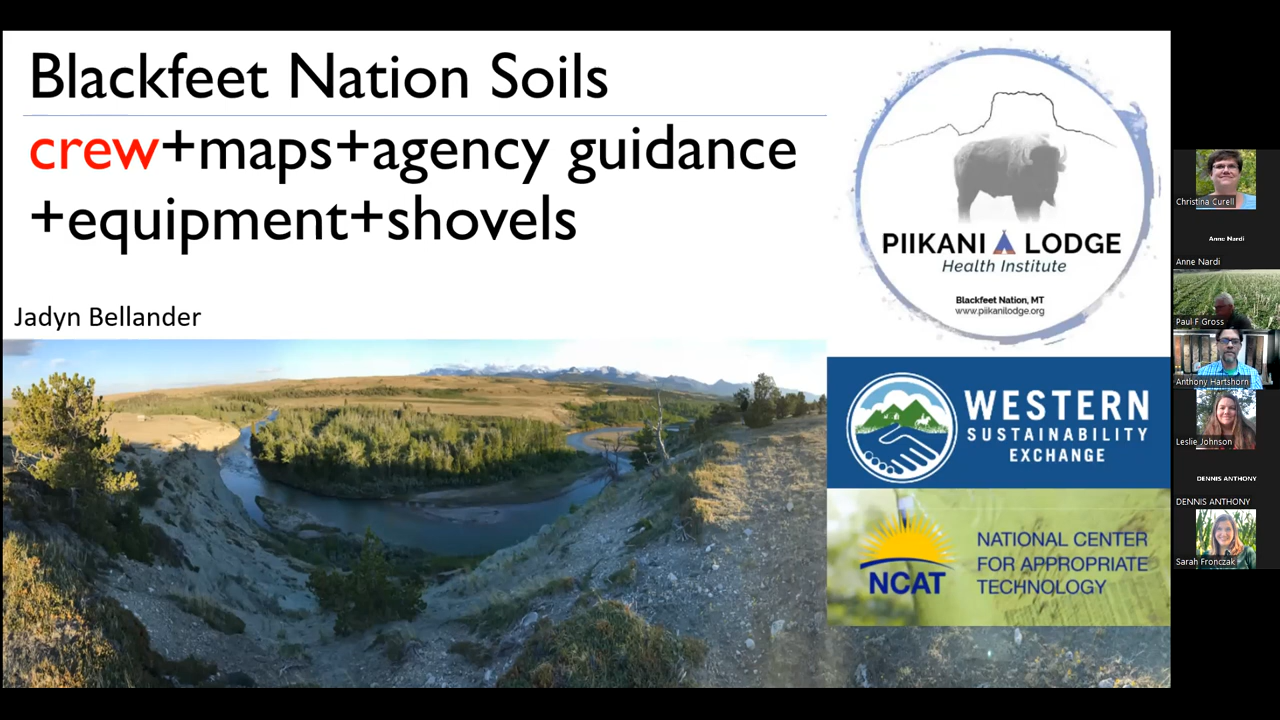 Blackfeet Nation Soils
crew+maps+agency guidance
+equipment+shovels
Jadyn Bellander
PIIKANI LODGE
Health Institute
Blackfeet Nation, MT
www.piikanilodge.org
WESTERN
SUSTAINABILITY
EXCHANGE
NCAT
NATIONAL CENTER
FOR APPROPRIATE
TECHNOLOGY
Christina Curell
Anne Nardi
Anne Nardi
Paul F Gross
Anthony Hartshorn
Leslie Johnson
DENNIS ANTHONY
DENNIS ANTHONY
Sarah Fronczak